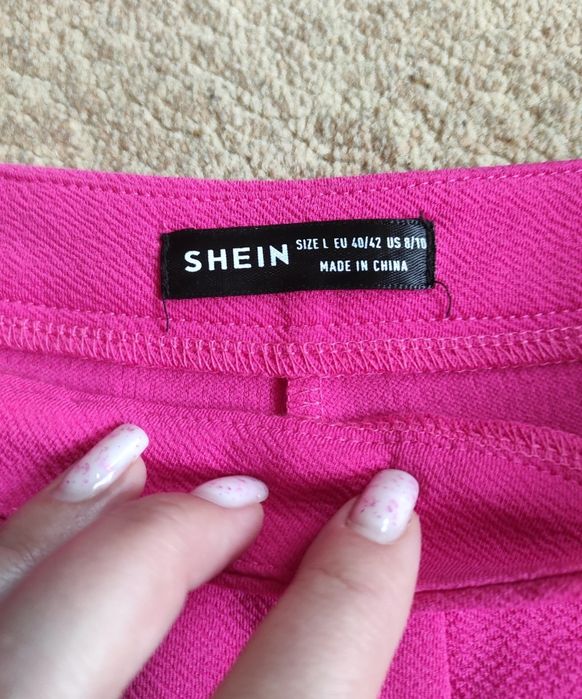 SHEIN
SIZE L EU 40/42 US 8/10
MADE IN CHINA